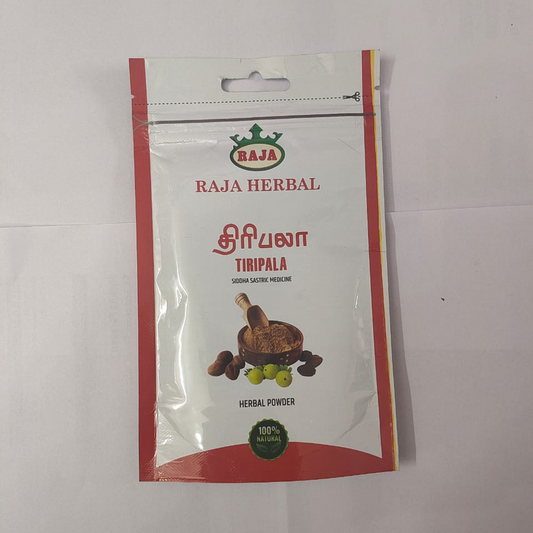 RAJA
RAJA HERBAL
திரிபலா
TIRIPALA
SIDDHA SASTRIC MEDICINE
HERBAL POWDER
100%
NATURAL